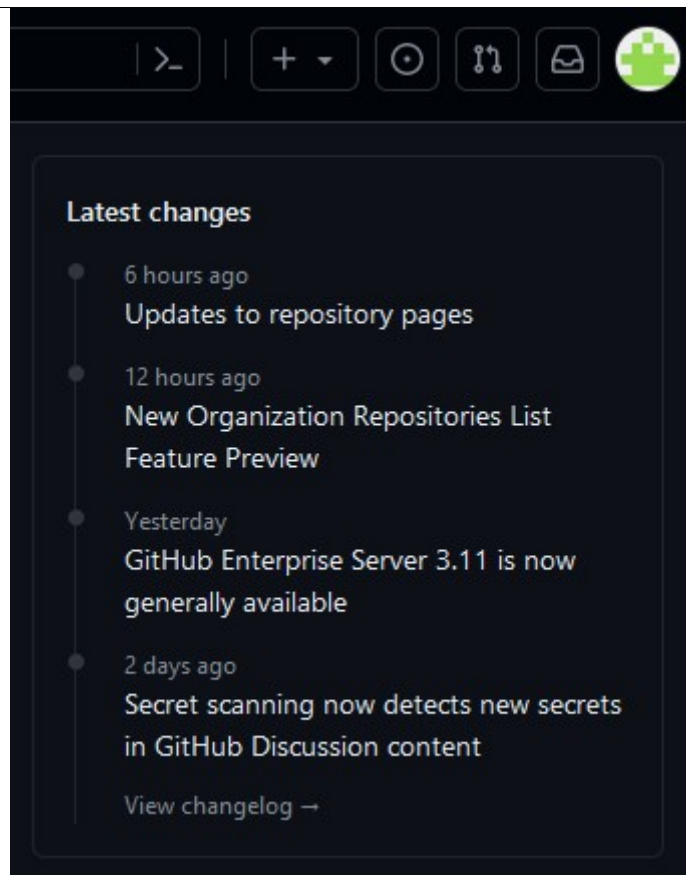 Latest changes
6 hours ago
Updates to repository pages
12 hours ago
New Organization Repositories List
Feature Preview
Yesterday
GitHub Enterprise Server 3.11 is now
generally available
2 days ago
Secret scanning now detects new secrets
in GitHub Discussion content
View changelog →